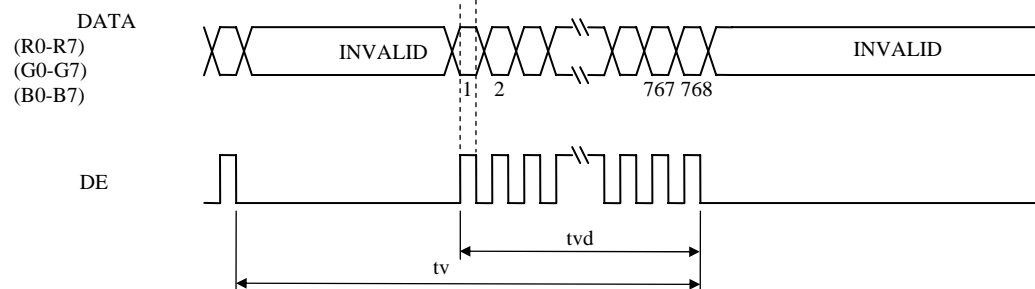 DATA
(R0-R7)
(G0-G7)
(B0-B7)
INVALID
INVALID
1 2 767 768
DE
tvd
tv